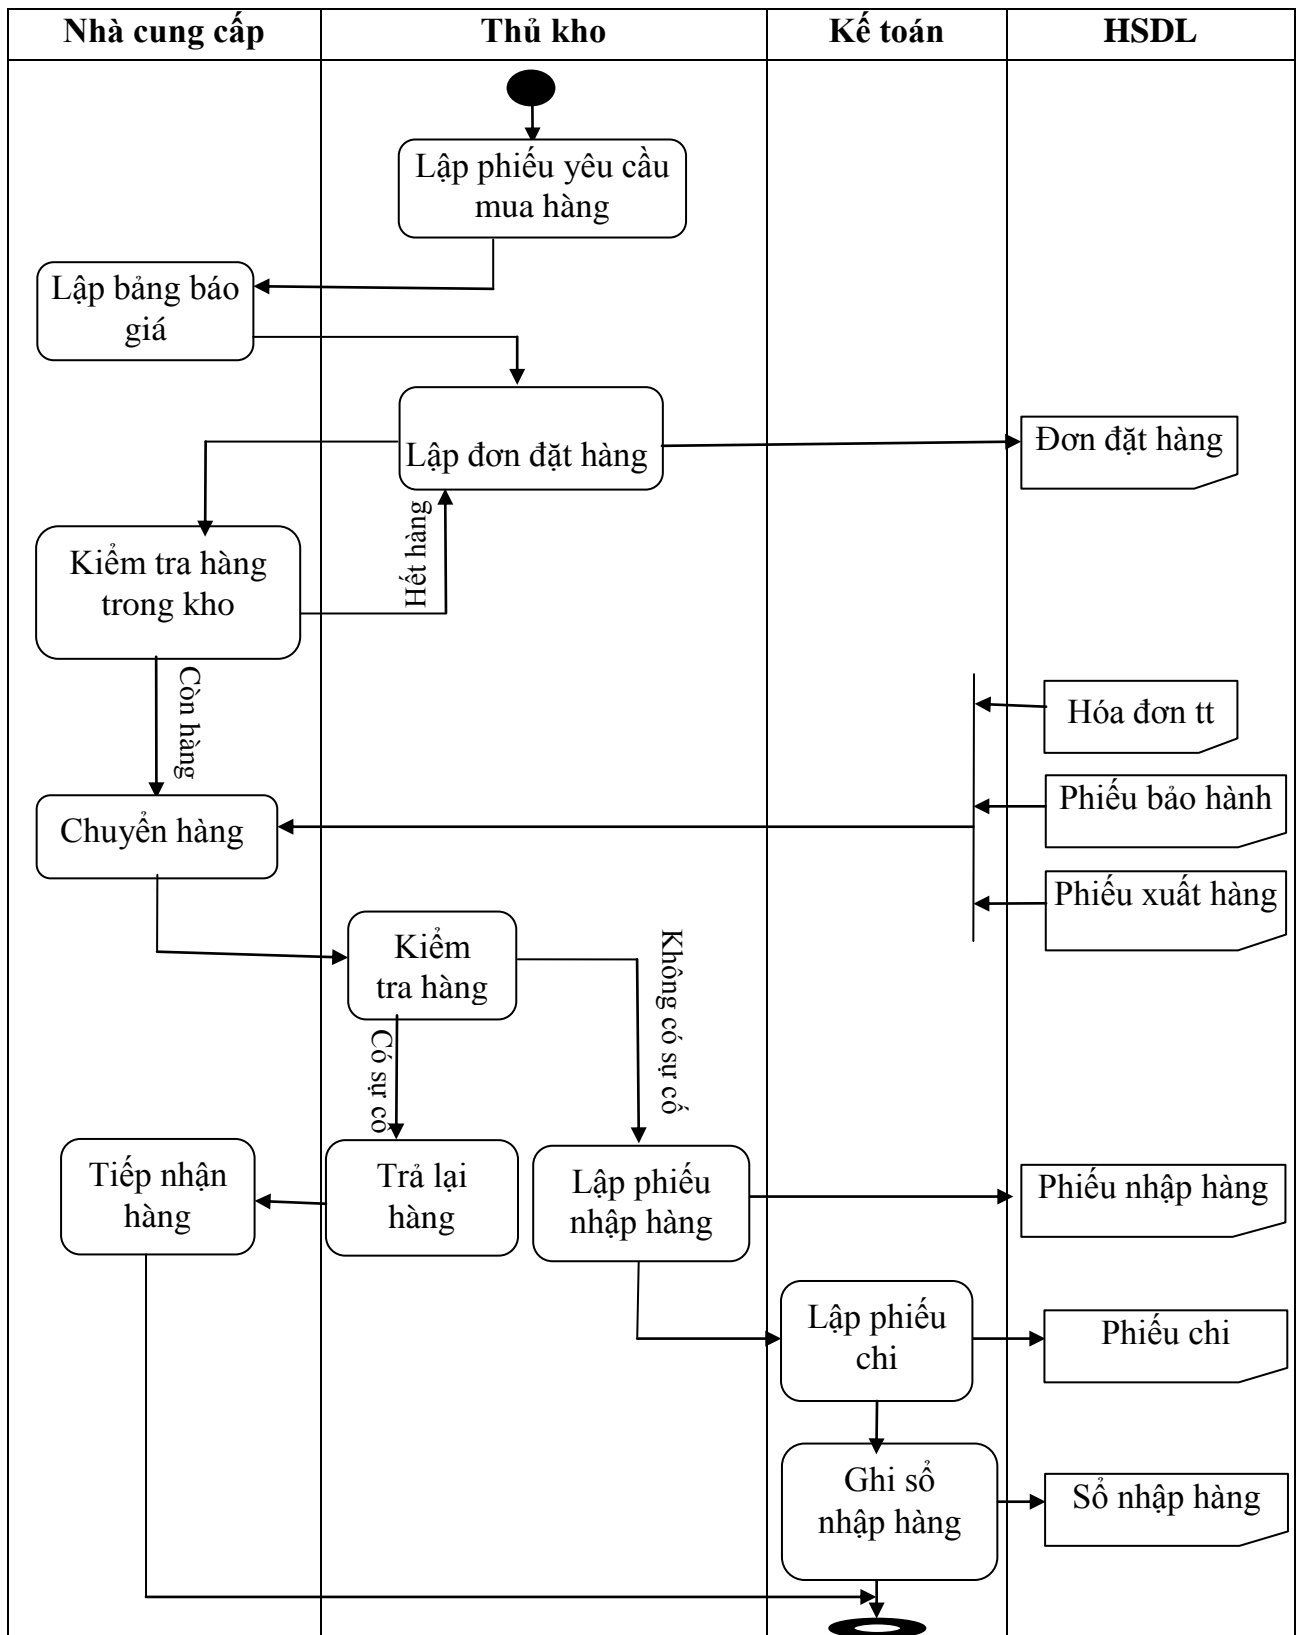 Nhà cung cấp
Thủ kho
Kế toán
HSDL
Lập phiếu yêu cầu
mua hàng
Lập bảng báo
giá
Lập đơn đặt hàng
Đơn đặt hàng
Hết hàng
Kiểm tra hàng
trong kho
Còn hàng
Hóa đơn tt
Phiếu bảo hành
Chuyển hàng
Phiếu xuất hàng
Kiểm
tra hàng
Không có sự cố
Có sự cố
Tiếp nhận
hàng
Trả lại
hàng
Lập phiếu
nhập hàng
Phiếu nhập hàng
Lập phiếu
chi
Phiếu chi
Ghi sổ
nhập hàng
Sổ nhập hàng